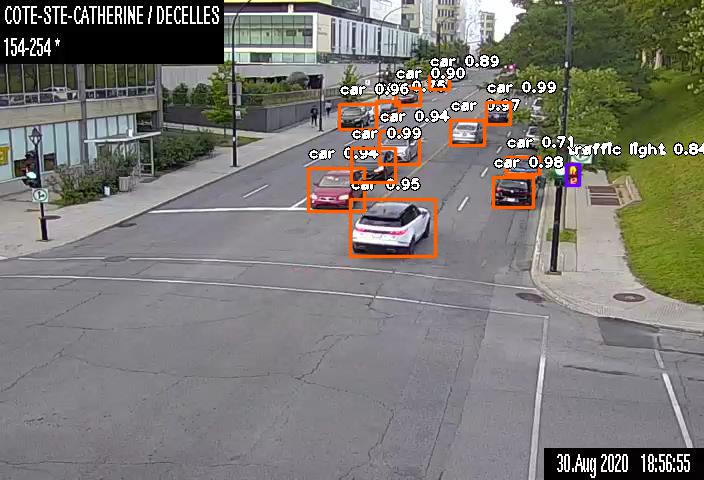 COTE-STE-CATHERINE / DECELLES
154-254 *
car 0.89
car 0.90
car 0.96
car 0.99
car 0.97
car 0.94
car 0.99
car 0.71
traffic light 0.84
car 0.94
car 0.98
car 0.95
30.Aug 2020 18:56:55